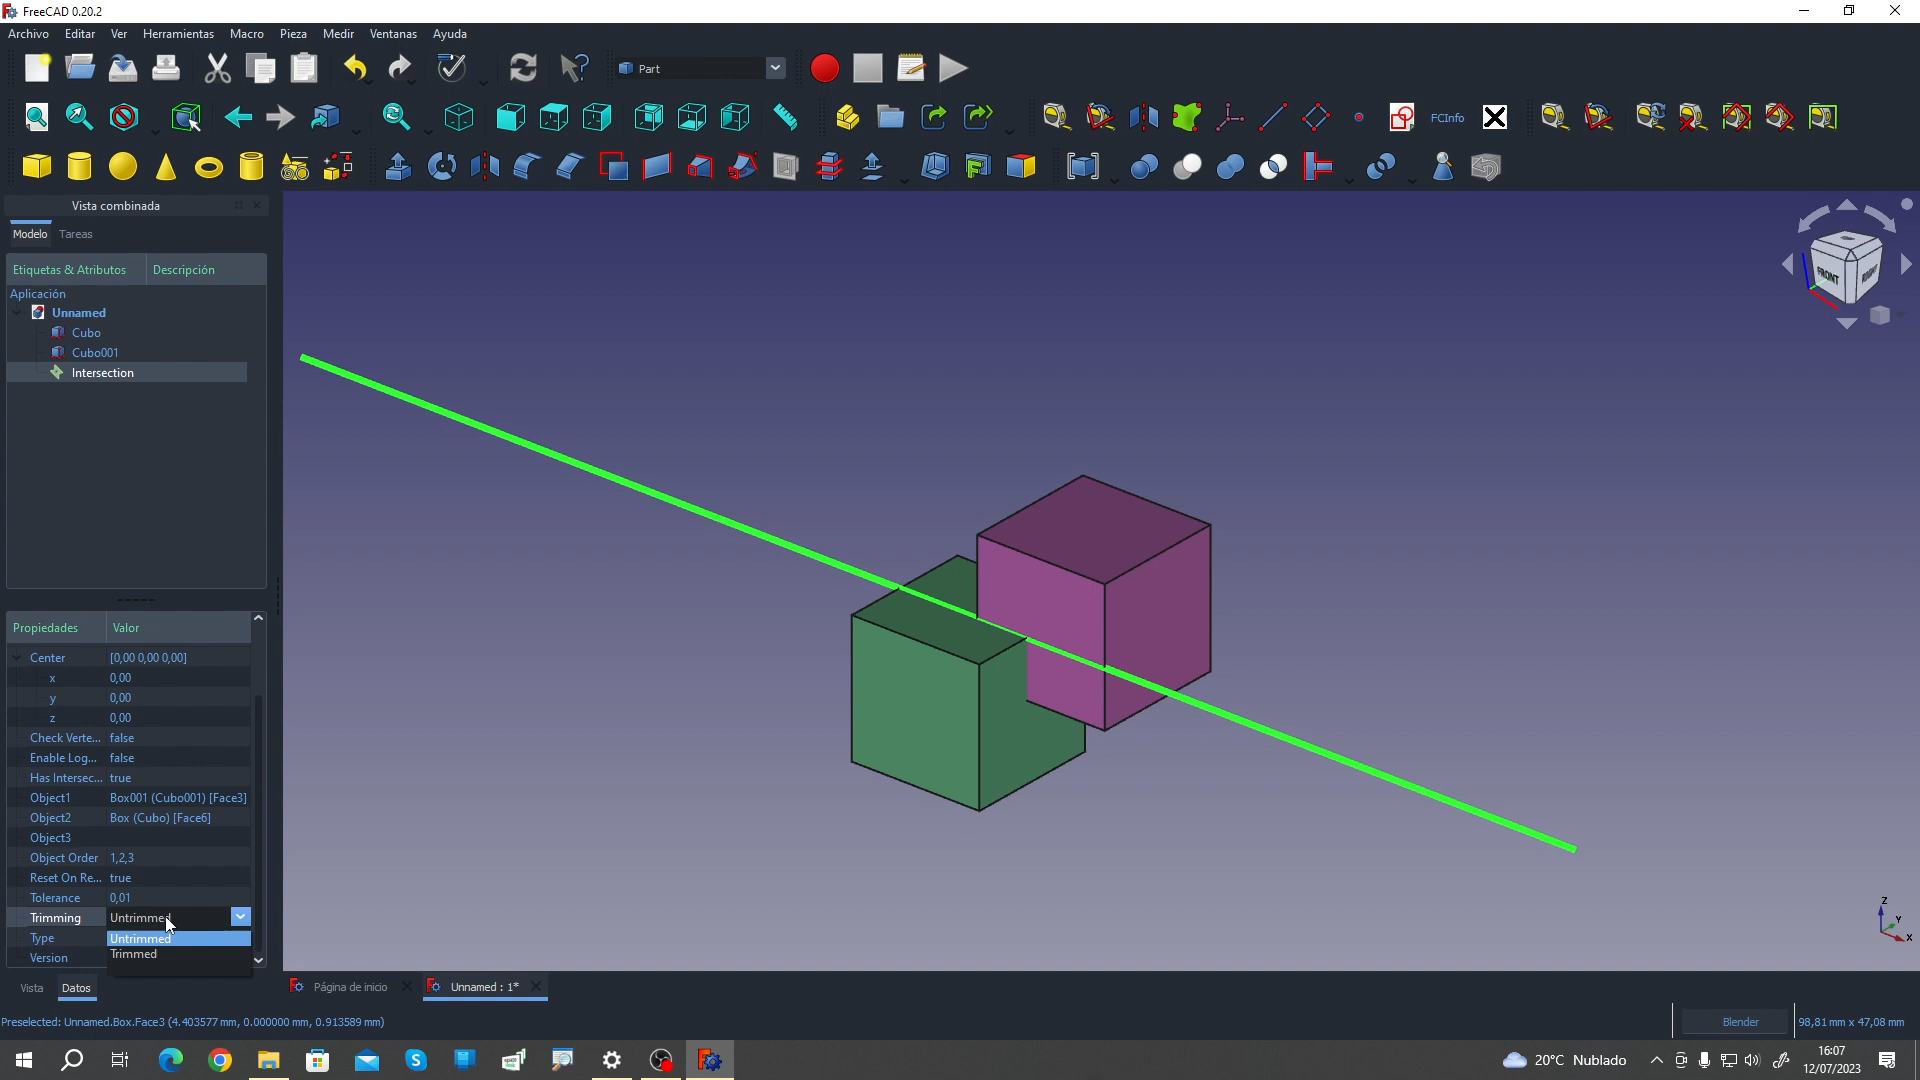 FreeCAD 0.20.2
Archivo Editar Ver Herramientas Macro Pieza Medir Ventanas Ayuda
Part
FCInfo
Vista combinada
Modelo Tareas
Etiquetas & Atributos Descripción
Aplicación
Unnamed
Cubo
Cubo001
Intersection
FRONT RIGHT
Propiedades Valor
Center [0,00 0,00 0,00]
x 0,00
y 0,00
z 0,00
Check Verte... false
Enable Log... false
Has Intersec... true
Object1 Box001 (Cubo001) [Face3]
Object2 Box (Cubo) [Face6]
Object3
Object Order 1,2,3
Reset On Re... true
Tolerance 0,01
Trimming Untrimmed
Type Untrimmed
Trimmed
Version
Z
Y
X
Vista Datos
Página de inicio Unnamed : 1*
Preselected: Unnamed.Box.Face3 (4.403577 mm, 0.000000 mm, 0.913589 mm)
Blender 98,81 mm x 47,08 mm
20°C Nublado
16:07
12/07/2023